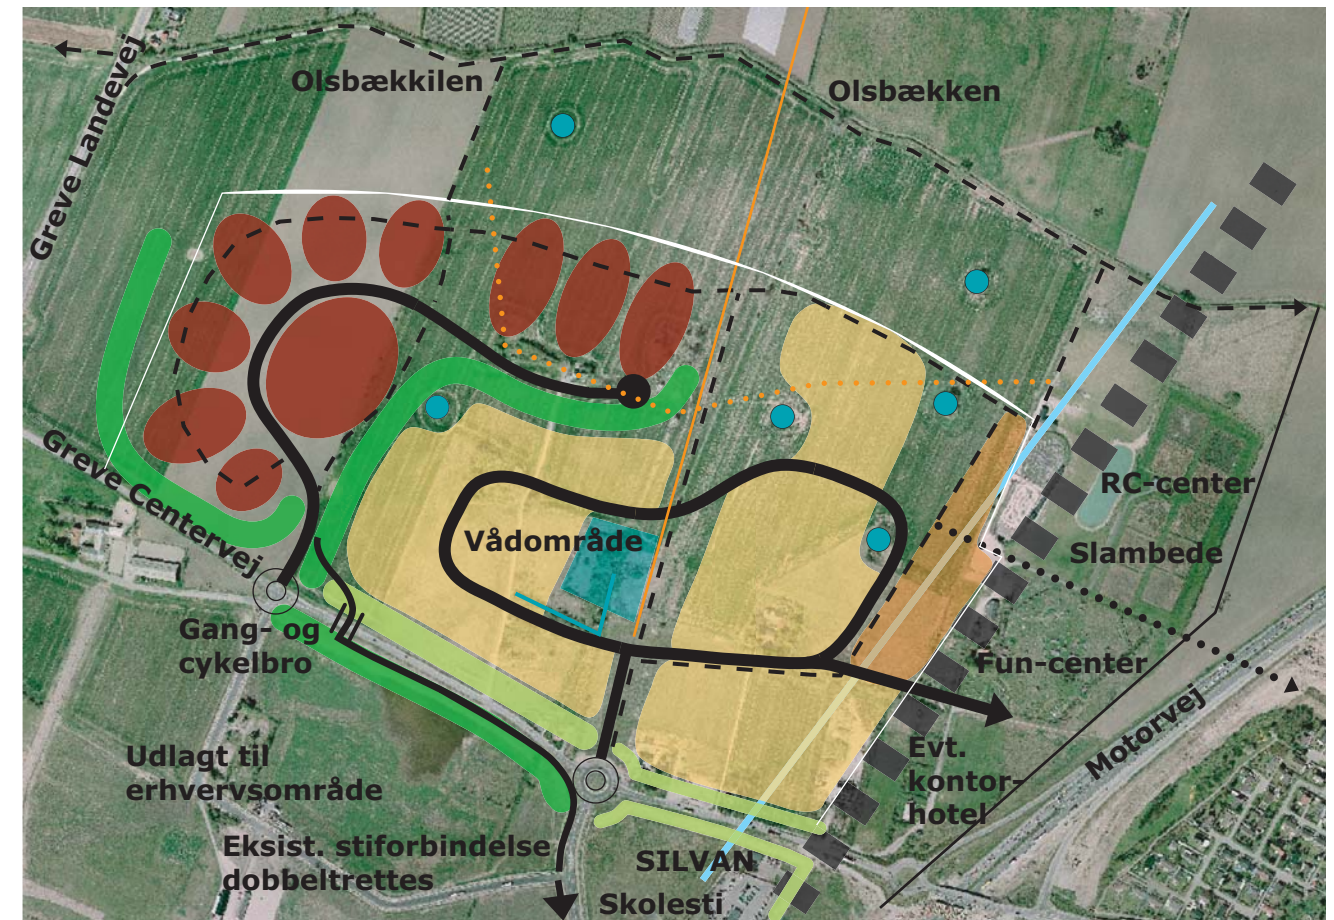 Olsbækkilen
Olsbækken
Greve Landevej
Greve Centervej
Vådområde
RC-center
Slambede
Gang- og
cykelbro
Fun-center
Motorvej
Evt.
kontor-
hotel
Udlagt til
erhvervsområde
Eksist. stiforbindelse
dobbeltrettes
SILVAN
Skolesti